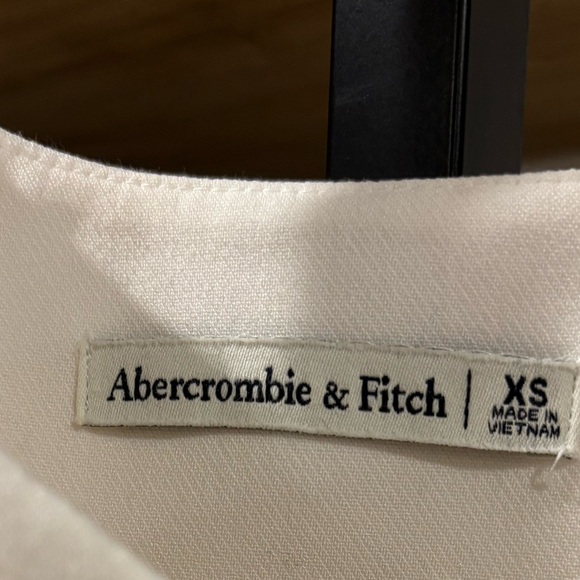 Abercrombie & Fitch | XS
MADE IN
VIETNAM